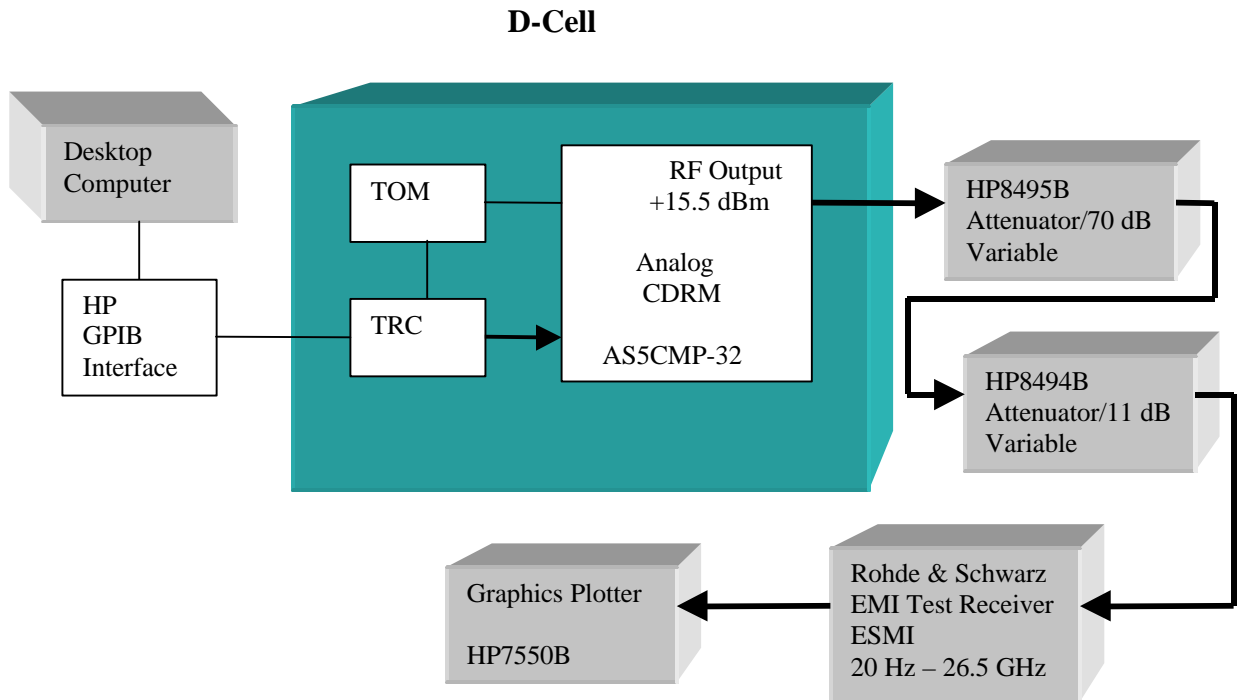 D-Cell
Desktop
Computer
HP
GPIB
Interface
TOM
TRC
RF Output
+15.5 dBm
Analog
CDRM
AS5CMP-32
HP8495B
Attenuator/70 dB
Variable
HP8494B
Attenuator/11 dB
Variable
Rohde & Schwarz
EMI Test Receiver
ESMI
20 Hz – 26.5 GHz
Graphics Plotter
HP7550B